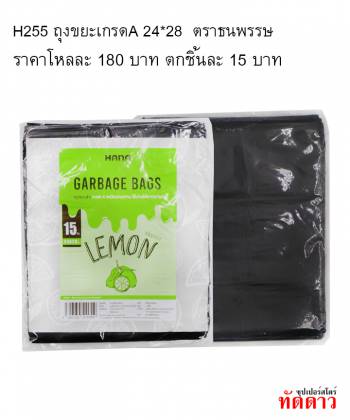 H255 ถุงขยะเกรดA 24*28 ตราธนพรรษ
ราคาโหลละ 180 บาท ตกชิ้นละ 15 บาท
GARBAGE BAGS
15
LEMON
ซุปเปอร์สโตร์
ทัดดาว